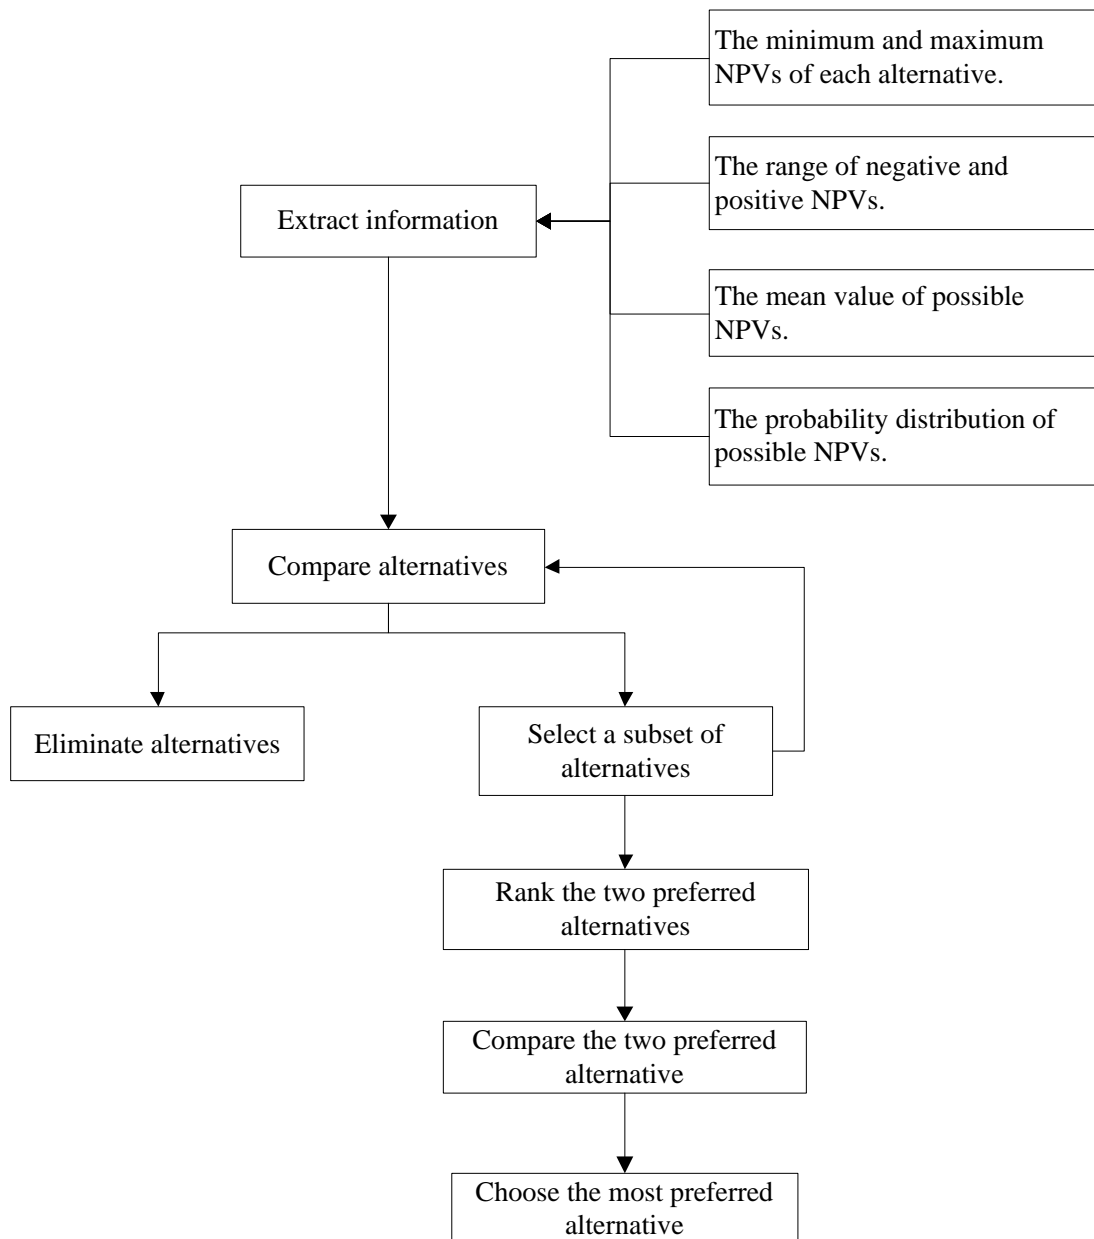 The minimum and maximum
NPVs of each alternative.
The range of negative and
positive NPVs.
Extract information
The mean value of possible
NPVs.
The probability distribution of
possible NPVs.
Compare alternatives
Eliminate alternatives
Select a subset of
alternatives
Rank the two preferred
alternatives
Compare the two preferred
alternative
Choose the most preferred
alternative